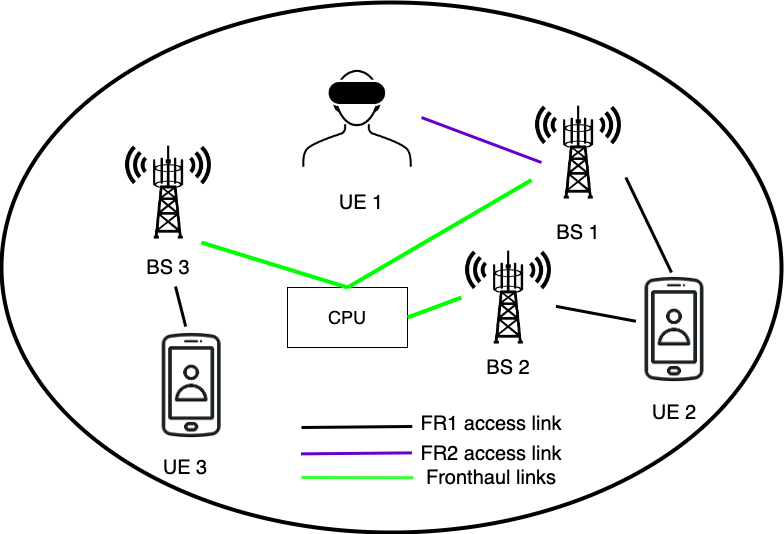 UE 1
BS 1
BS 3
CPU
BS 2
UE 2
UE 3
FR1 access link
FR2 access link
Fronthaul links